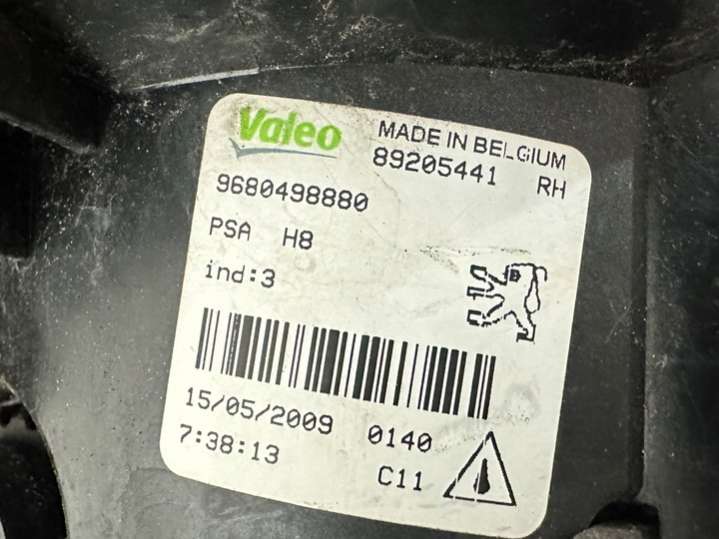 Valeo
MADE IN BELGIUM
89205441 RH
9680498880
PSA H8
ind:3
15/05/2009 0140
7:38:13 C11